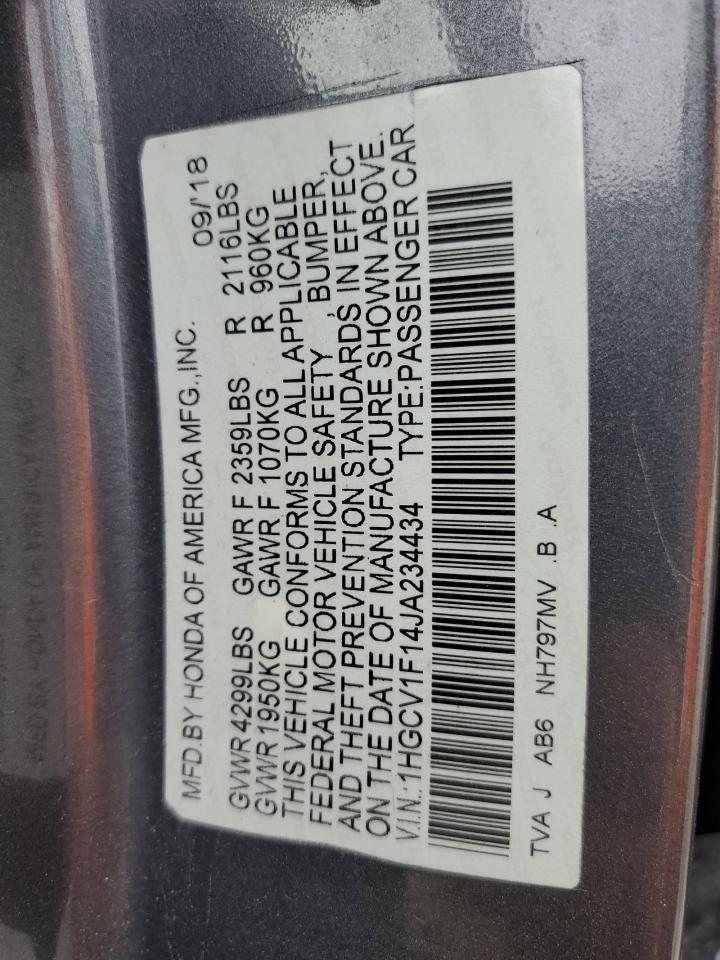 MFD.BY HONDA OF AMERICA MFG.,INC. 09/'18
GVWR 4299LBS GAWR F 2359LBS R 2116LBS
GVWR 1950KG GAWR F 1070KG R 960KG
THIS VEHICLE CONFORMS TO ALL APPLICABLE
FEDERAL MOTOR VEHICLE SAFETY , BUMPER,
AND THEFT PREVENTION STANDARDS IN EFFECT
ON THE DATE OF MANUFACTURE SHOWN ABOVE.
V.I.N.:1HGCV1F14JA234434 TYPE:PASSENGER CAR
TVA J AB6 NH797MV .B .A